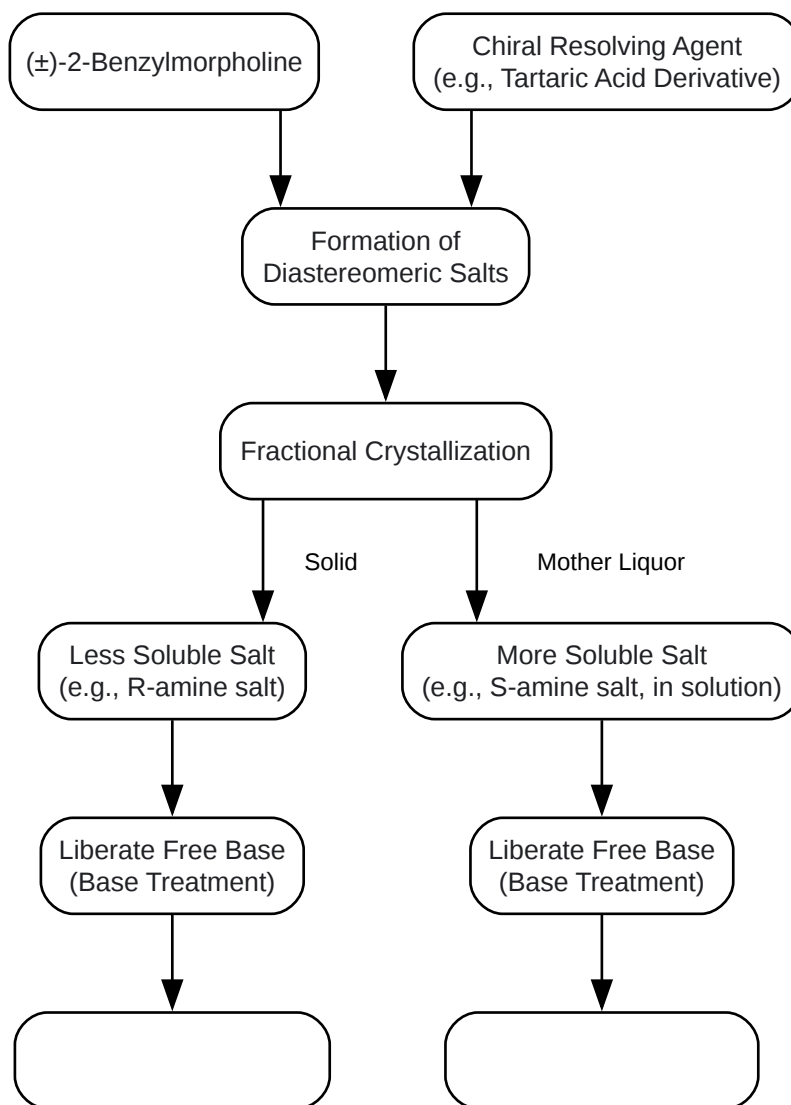 (±)-2-Benzylmorpholine
Chiral Resolving Agent
(e.g., Tartaric Acid Derivative)
Formation of
Diastereomeric Salts
Fractional Crystallization
Solid
Mother Liquor
Less Soluble Salt
(e.g., R-amine salt)
More Soluble Salt
(e.g., S-amine salt, in solution)
Liberate Free Base
(Base Treatment)
Liberate Free Base
(Base Treatment)